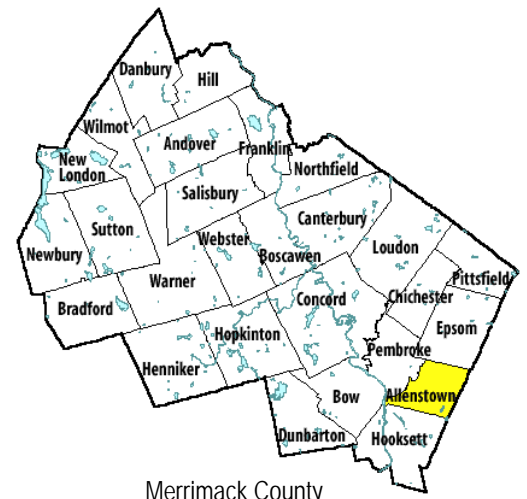 Danbury
Hill
Wilmot
Andover
Franklin
New
London
Northfield
Salisbury
Canterbury
Sutton
Webster
Loudon
Newbury
Boscawen
Warner
Pittsfield
Chichester
Concord
Bradford
Epsom
Hopkinton
Pembroke
Henniker
Bow
Allenstown
Dunbarton
Hooksett
Merrimack County